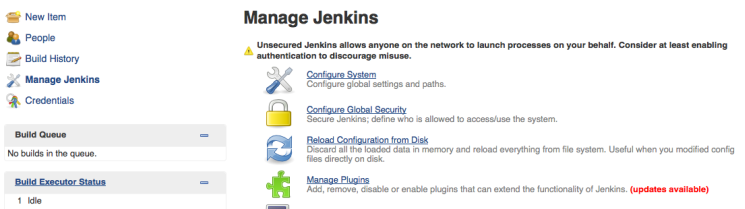 New Item
People
Build History
Manage Jenkins
Credentials
Build Queue
No builds in the queue.
Build Executor Status
1 Idle
Manage Jenkins
Unsecured Jenkins allows anyone on the network to launch processes on your behalf. Consider at least enabling
authentication to discourage misuse.
Configure System
Configure global settings and paths.
Configure Global Security
Secure Jenkins; define who is allowed to access/use the system.
Reload Configuration from Disk
Discard all the loaded data in memory and reload everything from file system. Useful when you modified config
files directly on disk.
Manage Plugins
Add, remove, disable or enable plugins that can extend the functionality of Jenkins. (updates available)